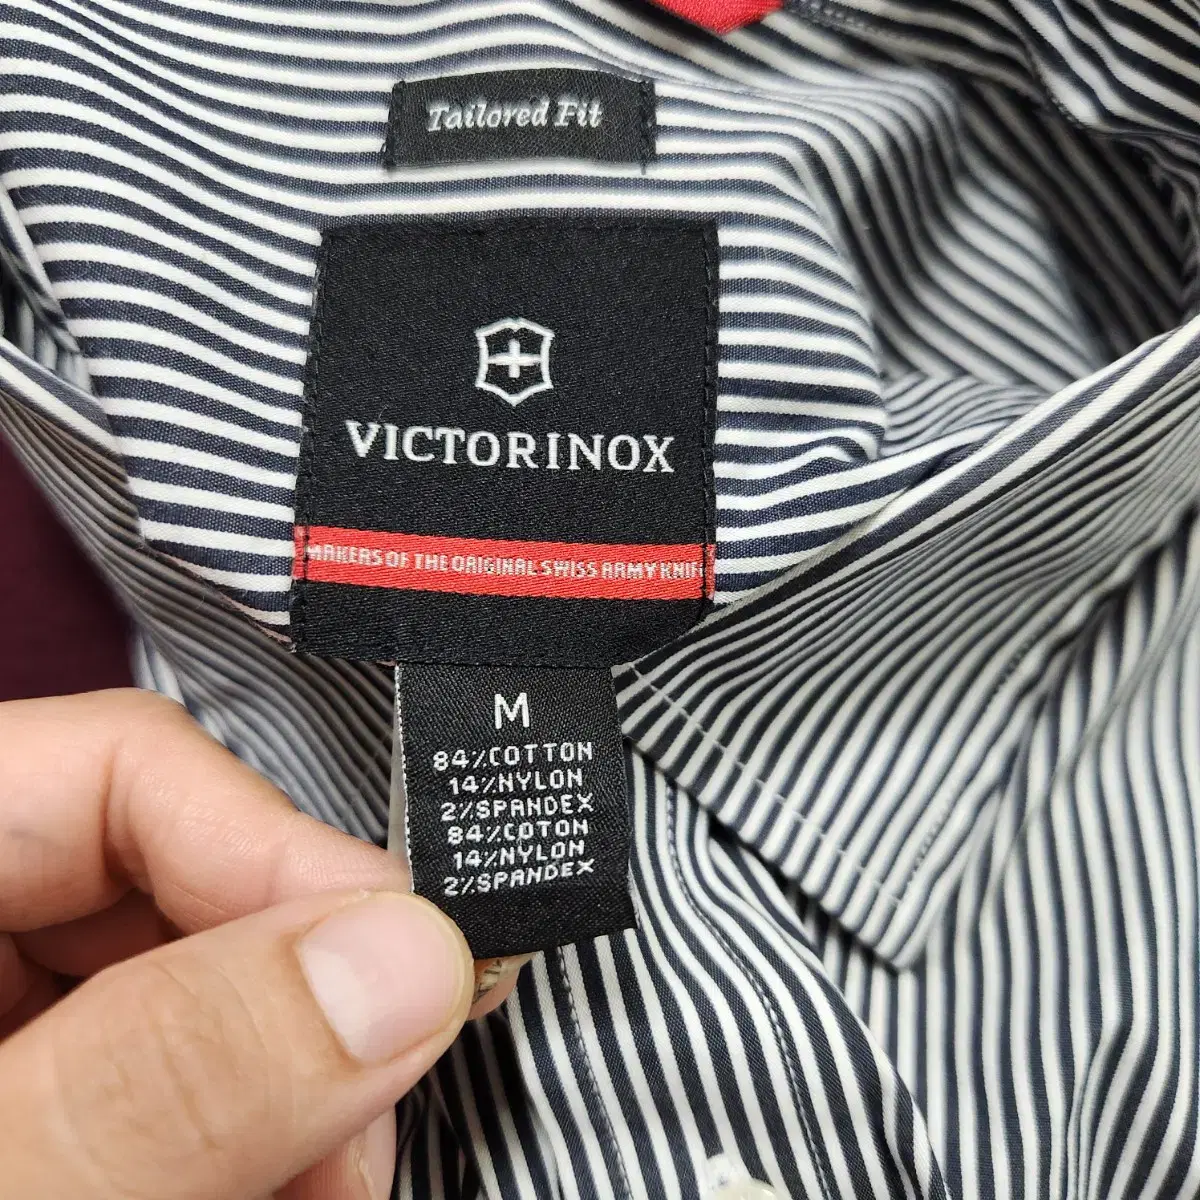 Tailored Fit
VICTORINOX
MAKERS OF THE ORIGINAL SWISS ARMY KNIF
M
84%COTTON
14%NYLON
2%SPANDEX
84%COTON
14%NYLON
2%SPANDEX